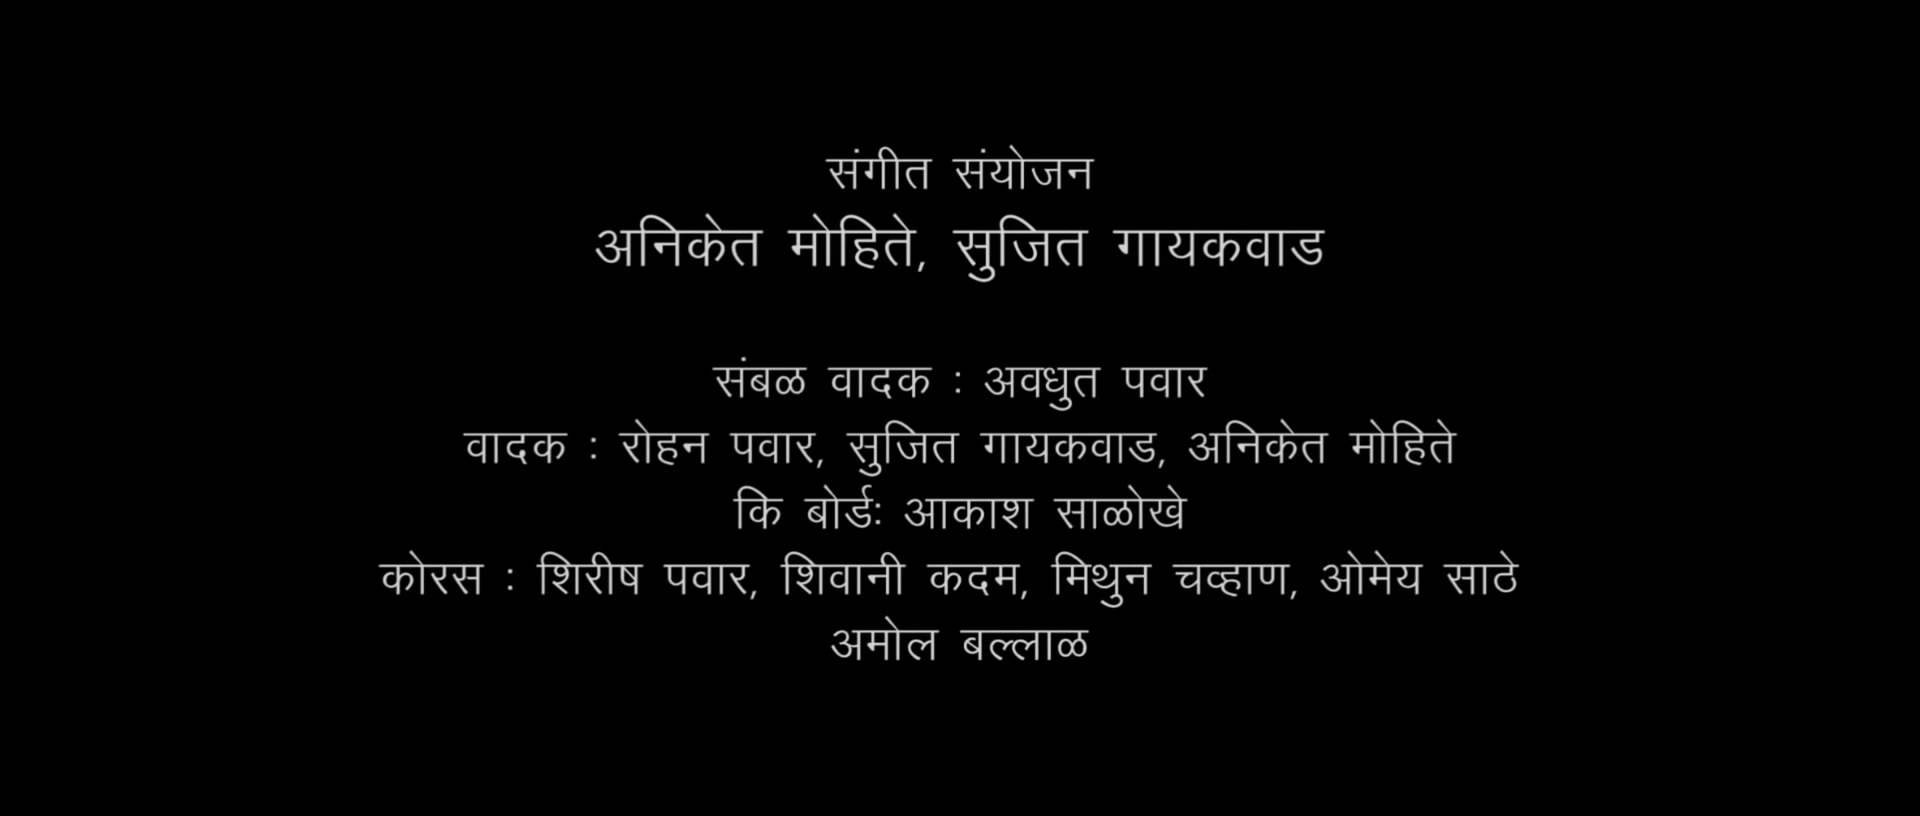 संगीत संयोजन
अनिकेत मोहिते, सुजित गायकवाड
संबळ वादक : अवधुत पवार
वादक : रोहन पवार, सुजित गायकवाड, अनिकेत मोहिते
कि बोर्डः आकाश साळोखे
कोरस : शिरीष पवार, शिवानी कदम, मिथुन चव्हाण, ओमेय साठे
अमोल बल्लाळ